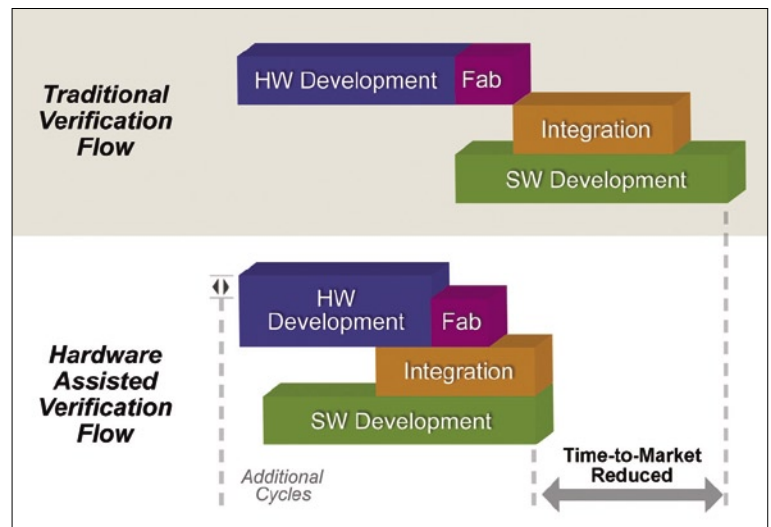 Traditional
Verification
Flow
HW Development
Fab
Integration
SW Development
Hardware
Assisted
Verification
Flow
HW
Development
Fab
Integration
SW Development
Additional
Cycles
Time-to-Market
Reduced